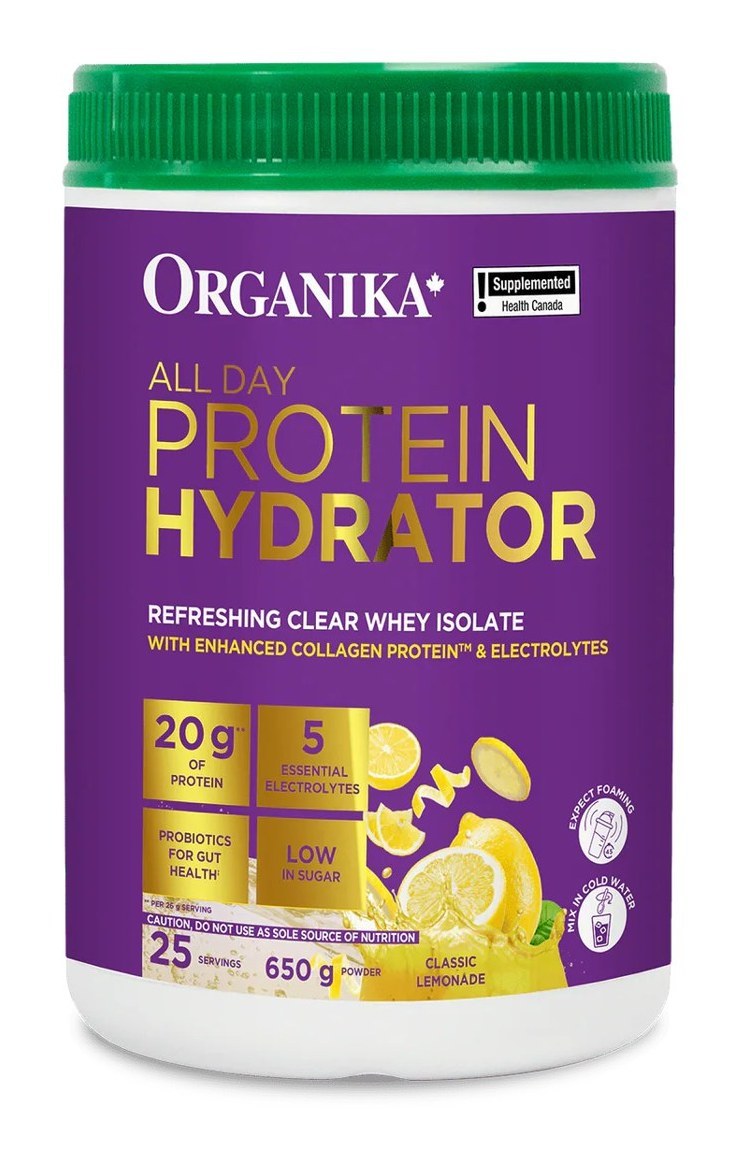 ORGANIKA
! Supplemented
Health Canada
ALL DAY
PROTEIN
HYDRATOR
REFRESHING CLEAR WHEY ISOLATE
WITH ENHANCED COLLAGEN PROTEIN™ & ELECTROLYTES
20 g**
OF
PROTEIN
5
ESSENTIAL
ELECTROLYTES
PROBIOTICS
FOR GUT
HEALTH‡
LOW
IN SUGAR
EXPECT FOAMING
45°
MIX IN COLD WATER
** PER 26 g SERVING
CAUTION, DO NOT USE AS SOLE SOURCE OF NUTRITION
25 SERVINGS
650 g POWDER
CLASSIC
LEMONADE